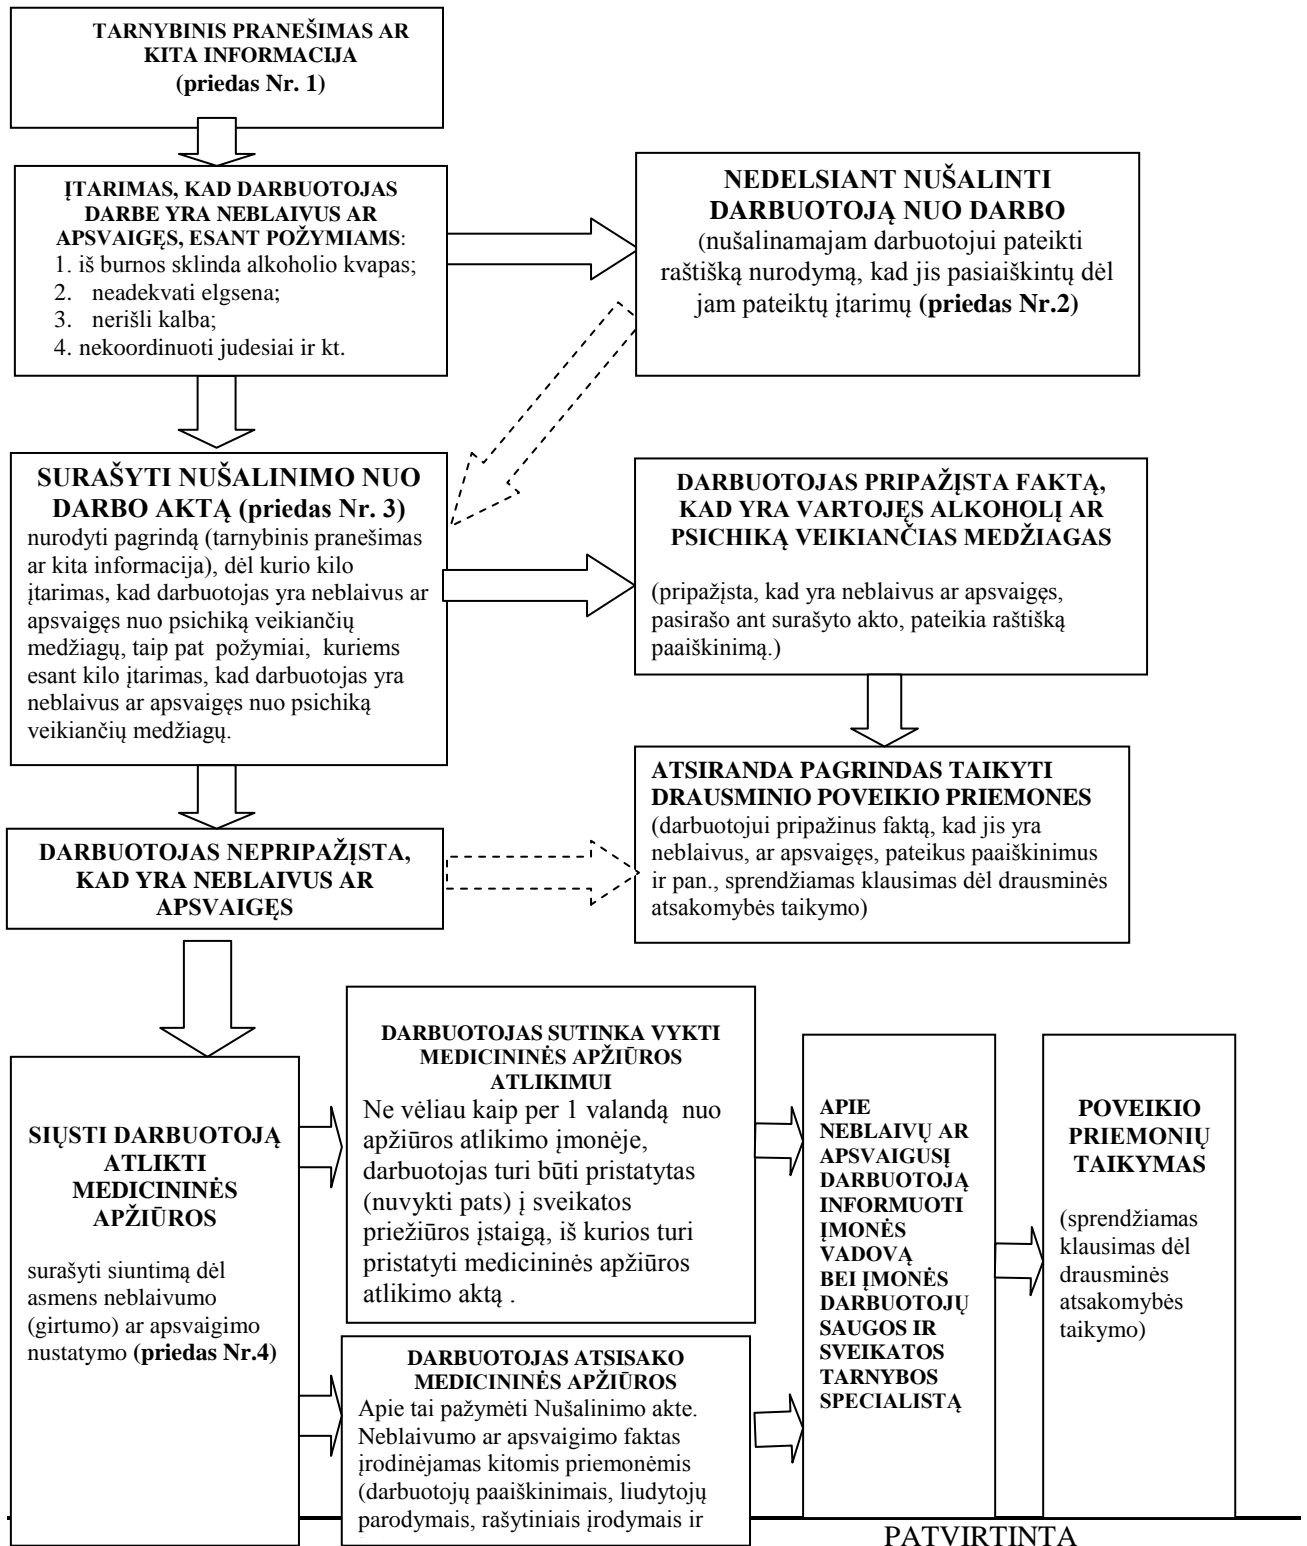 TARNYBINIS PRANEŠIMAS AR
KITA INFORMACIJA
(priedas Nr. 1)
ĮTARIMAS, KAD DARBUOTOJAS
DARBE YRA NEBLAIVUS AR
APSVAIGĘS, ESANT POŽYMIAMS:
1. iš burnos sklinda alkoholio kvapas;
2. neadekvati elgsena;
3. nerišli kalba;
4. nekoordinuoti judesiai ir kt.
NEDELSIANT NUŠALINTI
DARBUOTOJĄ NUO DARBO
(nušalinamajam darbuotojui pateikti
raštišką nurodymą, kad jis pasiaiškintų dėl
jam pateiktų įtarimų (priedas Nr.2)
SURAŠYTI NUŠALINIMO NUO
DARBO AKTĄ (priedas Nr. 3)
nurodyti pagrindą (tarnybinis pranešimas
ar kita informacija), dėl kurio kilo
įtarimas, kad darbuotojas yra neblaivus ar
apsvaigęs nuo psichiką veikiančių
medžiagų, taip pat požymiai, kuriems
esant kilo įtarimas, kad darbuotojas yra
neblaivus ar apsvaigęs nuo psichiką
veikiančių medžiagų.
DARBUOTOJAS PRIPAŽĮSTA FAKTĄ,
KAD YRA VARTOJĘS ALKOHOLĮ AR
PSICHIKĄ VEIKIANČIAS MEDŽIAGAS
(pripažįsta, kad yra neblaivus ar apsvaigęs,
pasirašo ant surašyto akto, pateikia raštišką
paaiškinimą.)
ATSIRANDA PAGRINDAS TAIKYTI
DRAUSMINIO POVEIKIO PRIEMONES
(darbuotojui pripažinus faktą, kad jis yra
neblaivus, ar apsvaigęs, pateikus paaiškinimus
ir pan., sprendžiamas klausimas dėl drausminės
atsakomybės taikymo)
DARBUOTOJAS NEPRIPAŽĮSTA,
KAD YRA NEBLAIVUS AR
APSVAIGĘS
SIŲSTI DARBUOTOJĄ
ATLIKTI
MEDICININĖS
APŽIŪROS
surašyti siuntimą dėl
asmens neblaivumo
(girtumo) ar apsvaigimo
nustatymo (priedas Nr.4)
DARBUOTOJAS SUTINKA VYKTI
MEDICININĖS APŽIŪROS
ATLIKIMUI
Ne vėliau kaip per 1 valandą nuo
apžiūros atlikimo įmonėje,
darbuotojas turi būti pristatytas
(nuvykti pats) į sveikatos
priežiūros įstaigą, iš kurios turi
pristatyti medicininės apžiūros
atlikimo aktą .
DARBUOTOJAS ATSISAKO
MEDICININĖS APŽIŪROS
Apie tai pažymėti Nušalinimo akte.
Neblaivumo ar apsvaigimo faktas
įrodinėjamas kitomis priemonėmis
(darbuotojų paaiškinimais, liudytojų
parodymais, rašytiniais įrodymais ir
APIE
NEBLAIVŲ AR
APSVAIGUSĮ
DARBUOTOJĄ
INFORMUOTI
ĮMONĖS
VADOVĄ
BEI ĮMONĖS
DARBUOTOJŲ
SAUGOS IR
SVEIKATOS
TARNYBOS
SPECIALISTĄ
POVEIKIO
PRIEMONIŲ
TAIKYMAS
(sprendžiamas
klausimas dėl
drausminės
atsakomybės
taikymo)
PATVIRTINTA